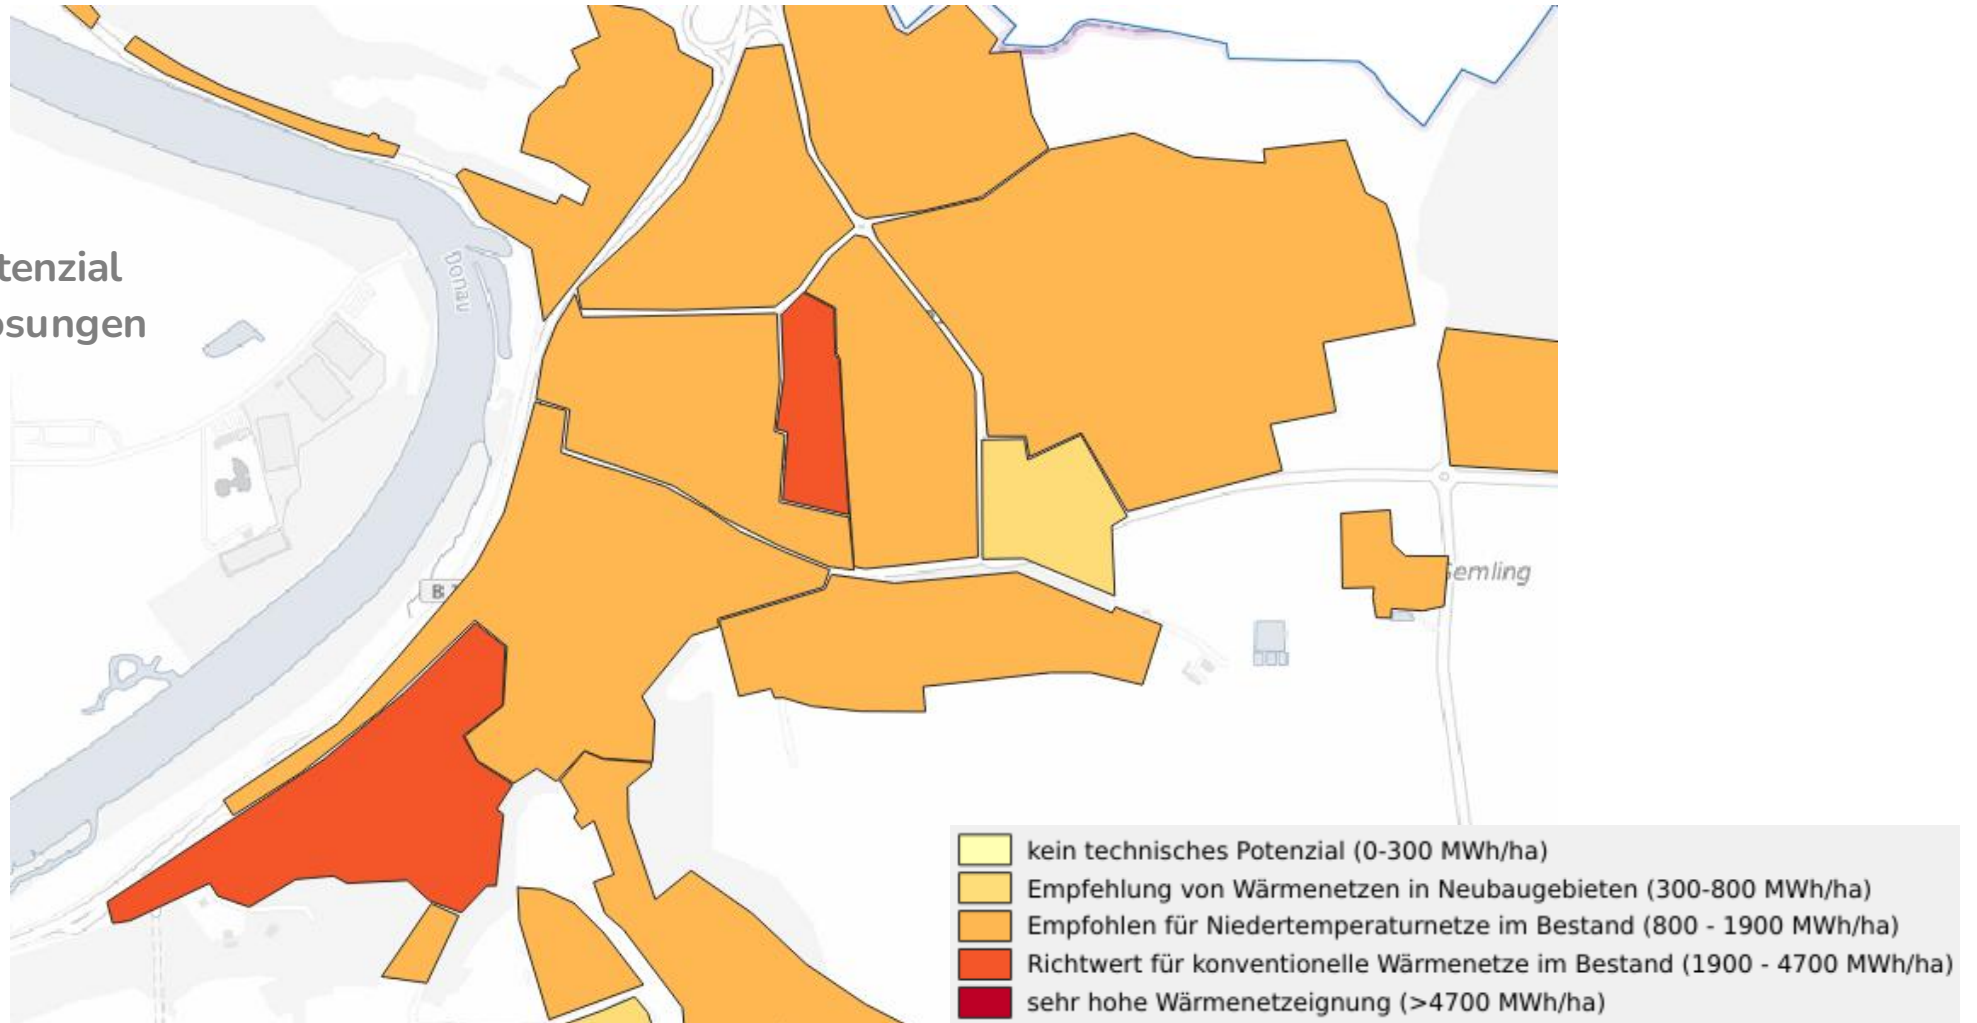 tenzial
osungen
Donau
B
Gemling
kein technisches Potenzial (0-300 MWh/ha)
Empfehlung von Wärmenetzen in Neubaugebieten (300-800 MWh/ha)
Empfohlen für Niedertemperaturnetze im Bestand (800 - 1900 MWh/ha)
Richtwert für konventionelle Wärmenetze im Bestand (1900 - 4700 MWh/ha)
sehr hohe Wärmenetzeignung (>4700 MWh/ha)